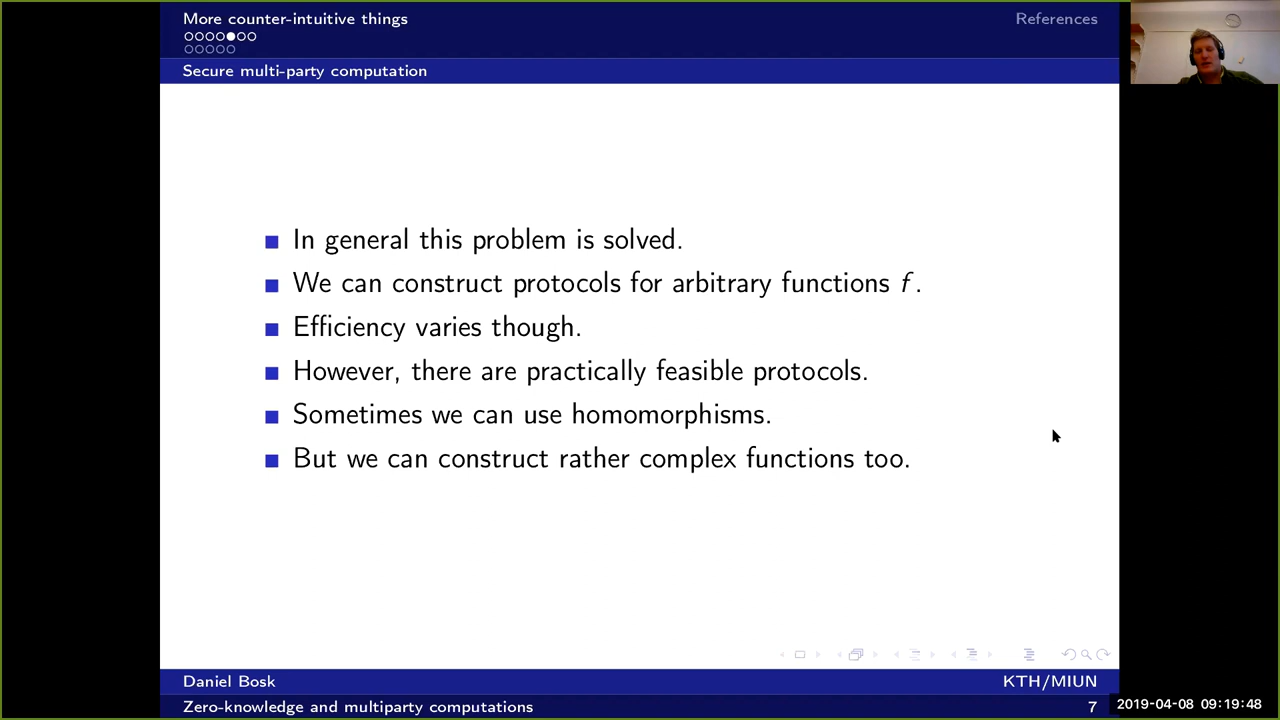 More counter-intuitive things
References
Secure multi-party computation
In general this problem is solved.
We can construct protocols for arbitrary functions f.
Efficiency varies though.
However, there are practically feasible protocols.
Sometimes we can use homomorphisms.
But we can construct rather complex functions too.
Daniel Bosk
KTH/MIUN
Zero-knowledge and multiparty computations
7
2019-04-08 09:19:48